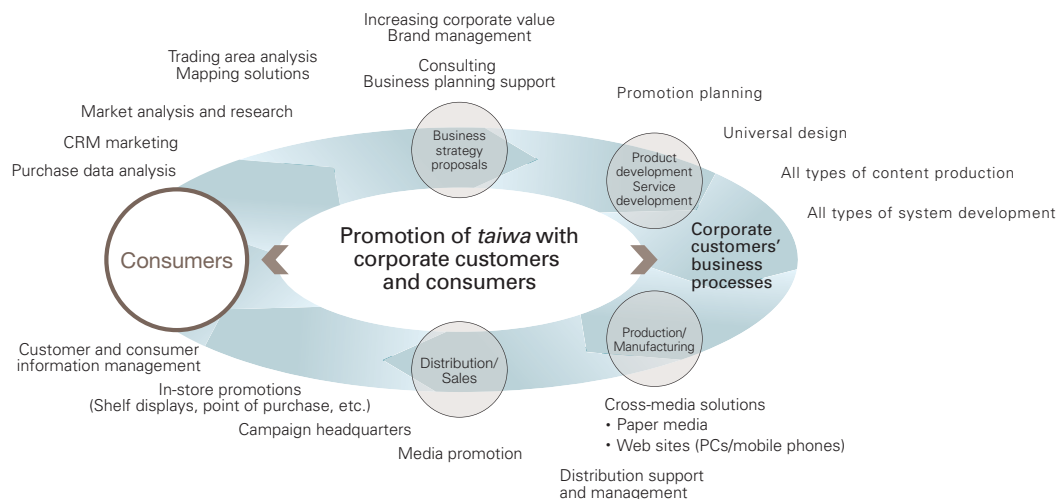 Increasing corporate value
Brand management
Trading area analysis
Mapping solutions
Consulting
Business planning support
Promotion planning
Market analysis and research
Universal design
CRM marketing
Business
strategy
proposals
Product
development
Service
development
Purchase data analysis
All types of content production
All types of system development
Consumers
Promotion of taiwa with
corporate customers
and consumers
Corporate
customers’
business
processes
Production/
Manufacturing
Distribution/
Sales
Customer and consumer
information management
In-store promotions
(Shelf displays, point of purchase, etc.)
Campaign headquarters
Media promotion
Cross-media solutions
• Paper media
• Web sites (PCs/mobile phones)
Distribution support
and management